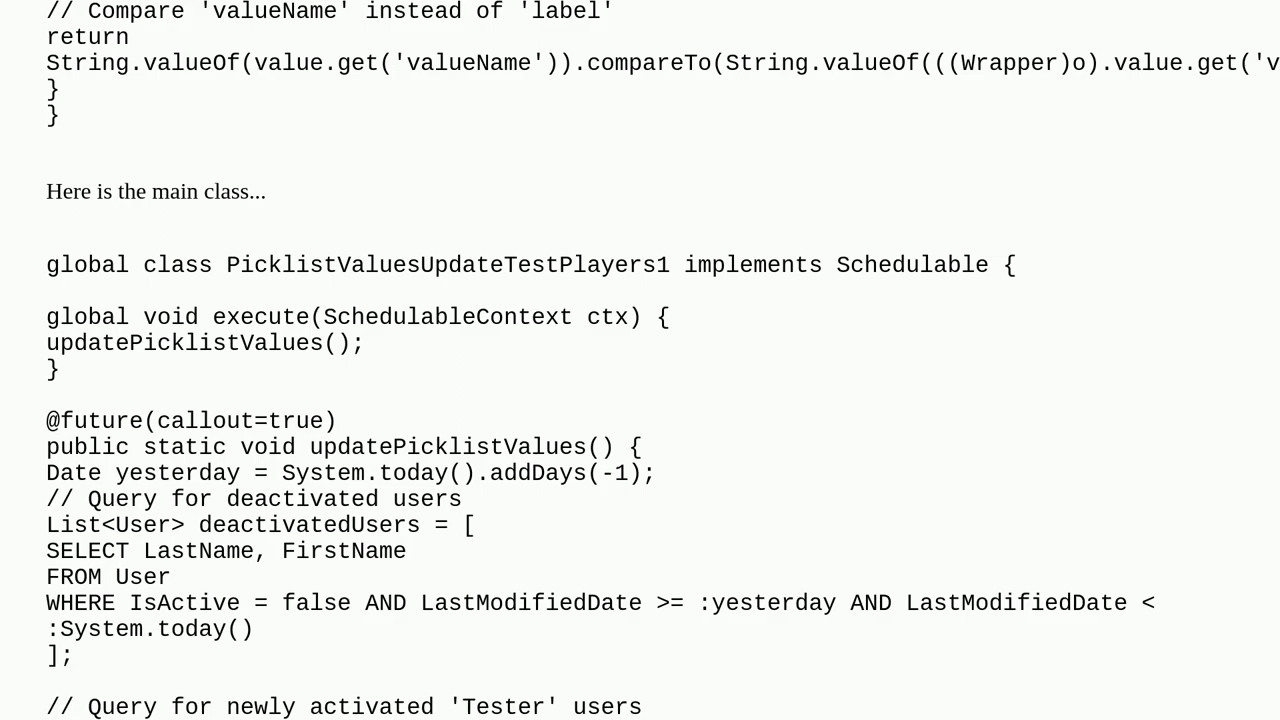 // Compare 'valueName' instead of 'label'
return
String.valueOf(value.get('valueName')).compareTo(String.valueOf(((Wrapper)o).value.get('v
}
}
Here is the main class...
global class PicklistValuesUpdateTestPlayers1 implements Schedulable {
global void execute(SchedulableContext ctx) {
updatePicklistValues();
}
@future(callout=true)
public static void updatePicklistValues() {
Date yesterday = System.today().addDays(-1);
// Query for deactivated users
List<User> deactivatedUsers = [
SELECT LastName, FirstName
FROM User
WHERE IsActive = false AND LastModifiedDate >= :yesterday AND LastModifiedDate <
:System.today()
];
// Query for newly activated 'Tester' users